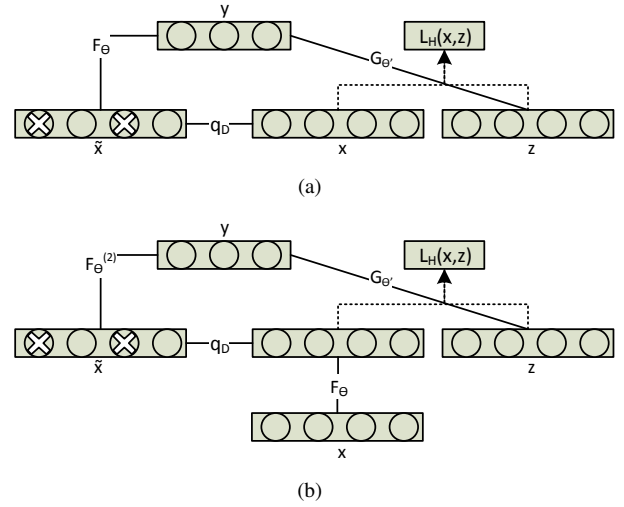 y
F_Θ
L_H(x,z)
G_Θ'
q_D
x̃
x
z
(a)
y
F_Θ^(2)
L_H(x,z)
G_Θ'
q_D
x̃
z
F_Θ
x
(b)